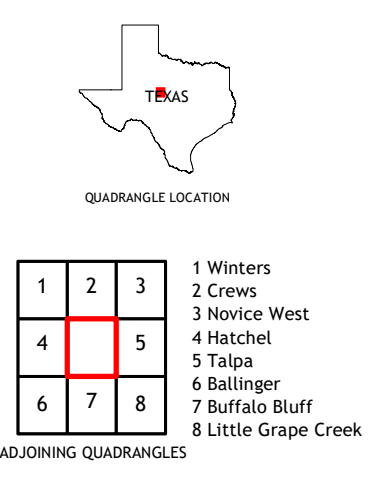 TEXAS
QUADRANGLE LOCATION
1 2 3
4 5
6 7 8
1 Winters
2 Crews
3 Novice West
4 Hatchel
5 Talpa
6 Ballinger
7 Buffalo Bluff
8 Little Grape Creek
ADJOINING QUADRANGLES